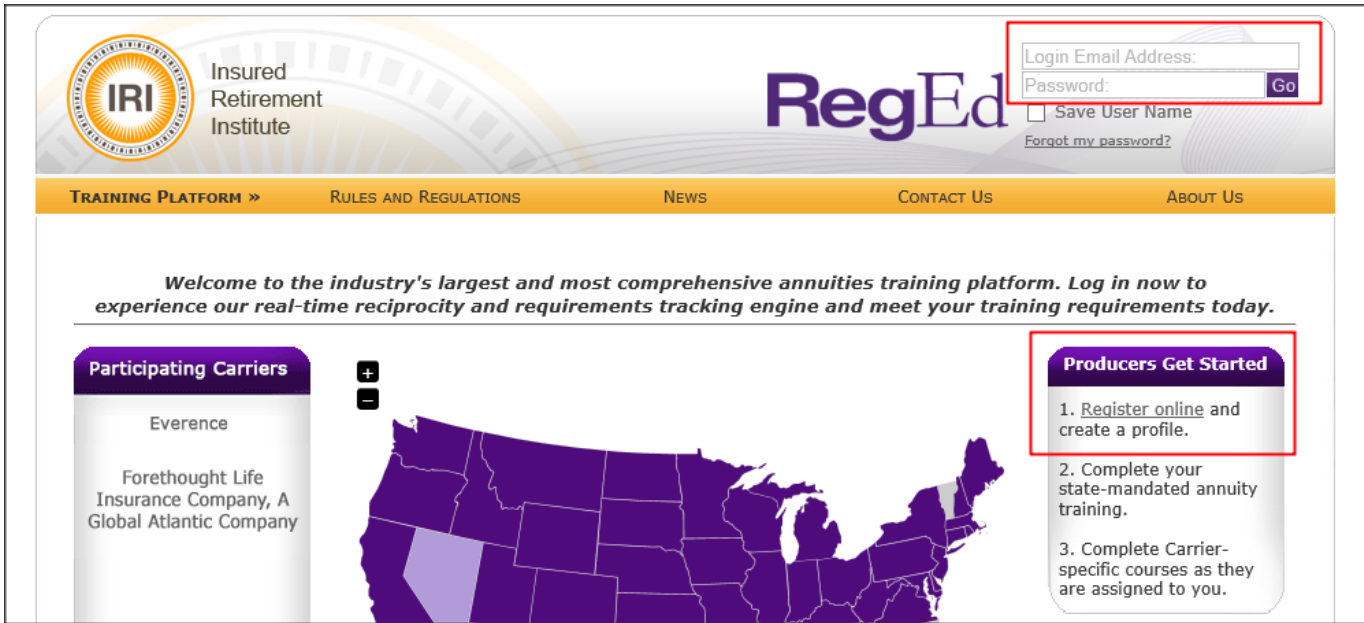 IRI
Insured
Retirement
Institute
RegEd
Login Email Address:
Password:
Go
Save User Name
Forgot my password?
TRAINING PLATFORM »
RULES AND REGULATIONS
NEWS
CONTACT US
ABOUT US
Welcome to the industry's largest and most comprehensive annuities training platform. Log in now to
experience our real-time reciprocity and requirements tracking engine and meet your training requirements today.
Participating Carriers
Everence
Forethought Life
Insurance Company, A
Global Atlantic Company
+
–
Producers Get Started
1. Register online and
create a profile.
2. Complete your
state-mandated annuity
training.
3. Complete Carrier-
specific courses as they
are assigned to you.